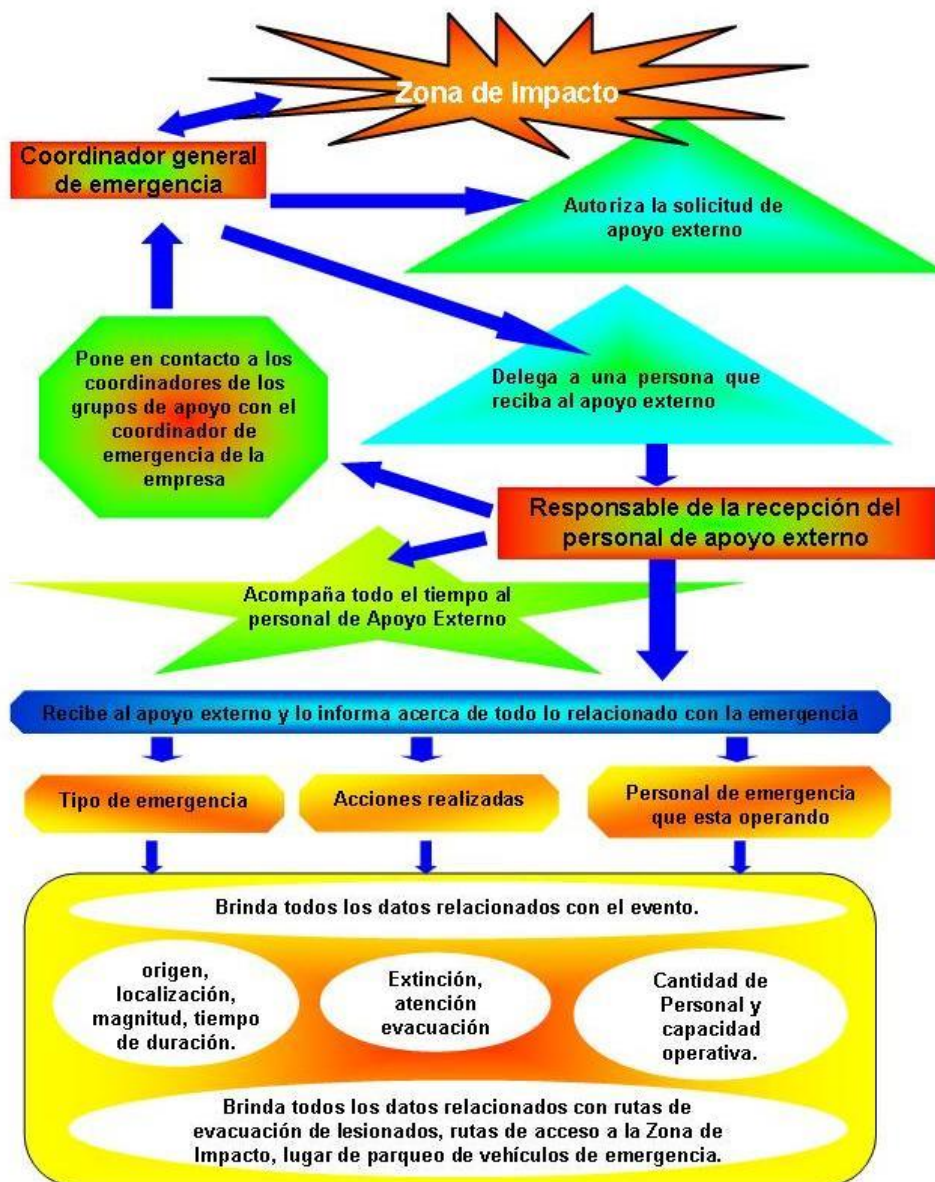 Zona de Impacto
Coordinador general
de emergencia
Autoriza la solicitud de
apoyo externo
Pone en contacto a los
coordinadores de los
grupos de apoyo con el
coordinador de
emergencia de la
empresa
Delega a una persona que
reciba al apoyo externo
Responsable de la recepción del
personal de apoyo externo
Acompaña todo el tiempo al
personal de Apoyo Externo
Recibe al apoyo externo y lo informa acerca de todo lo relacionado con la emergencia
Tipo de emergencia
Acciones realizadas
Personal de emergencia
que esta operando
Brinda todos los datos relacionados con el evento.
origen,
localización,
magnitud, tiempo
de duración.
Extinción,
atención
evacuación
Cantidad de
Personal y
capacidad
operativa.
Brinda todos los datos relacionados con rutas de
evacuación de lesionados, rutas de acceso a la Zona de
Impacto, lugar de parqueo de vehículos de emergencia.